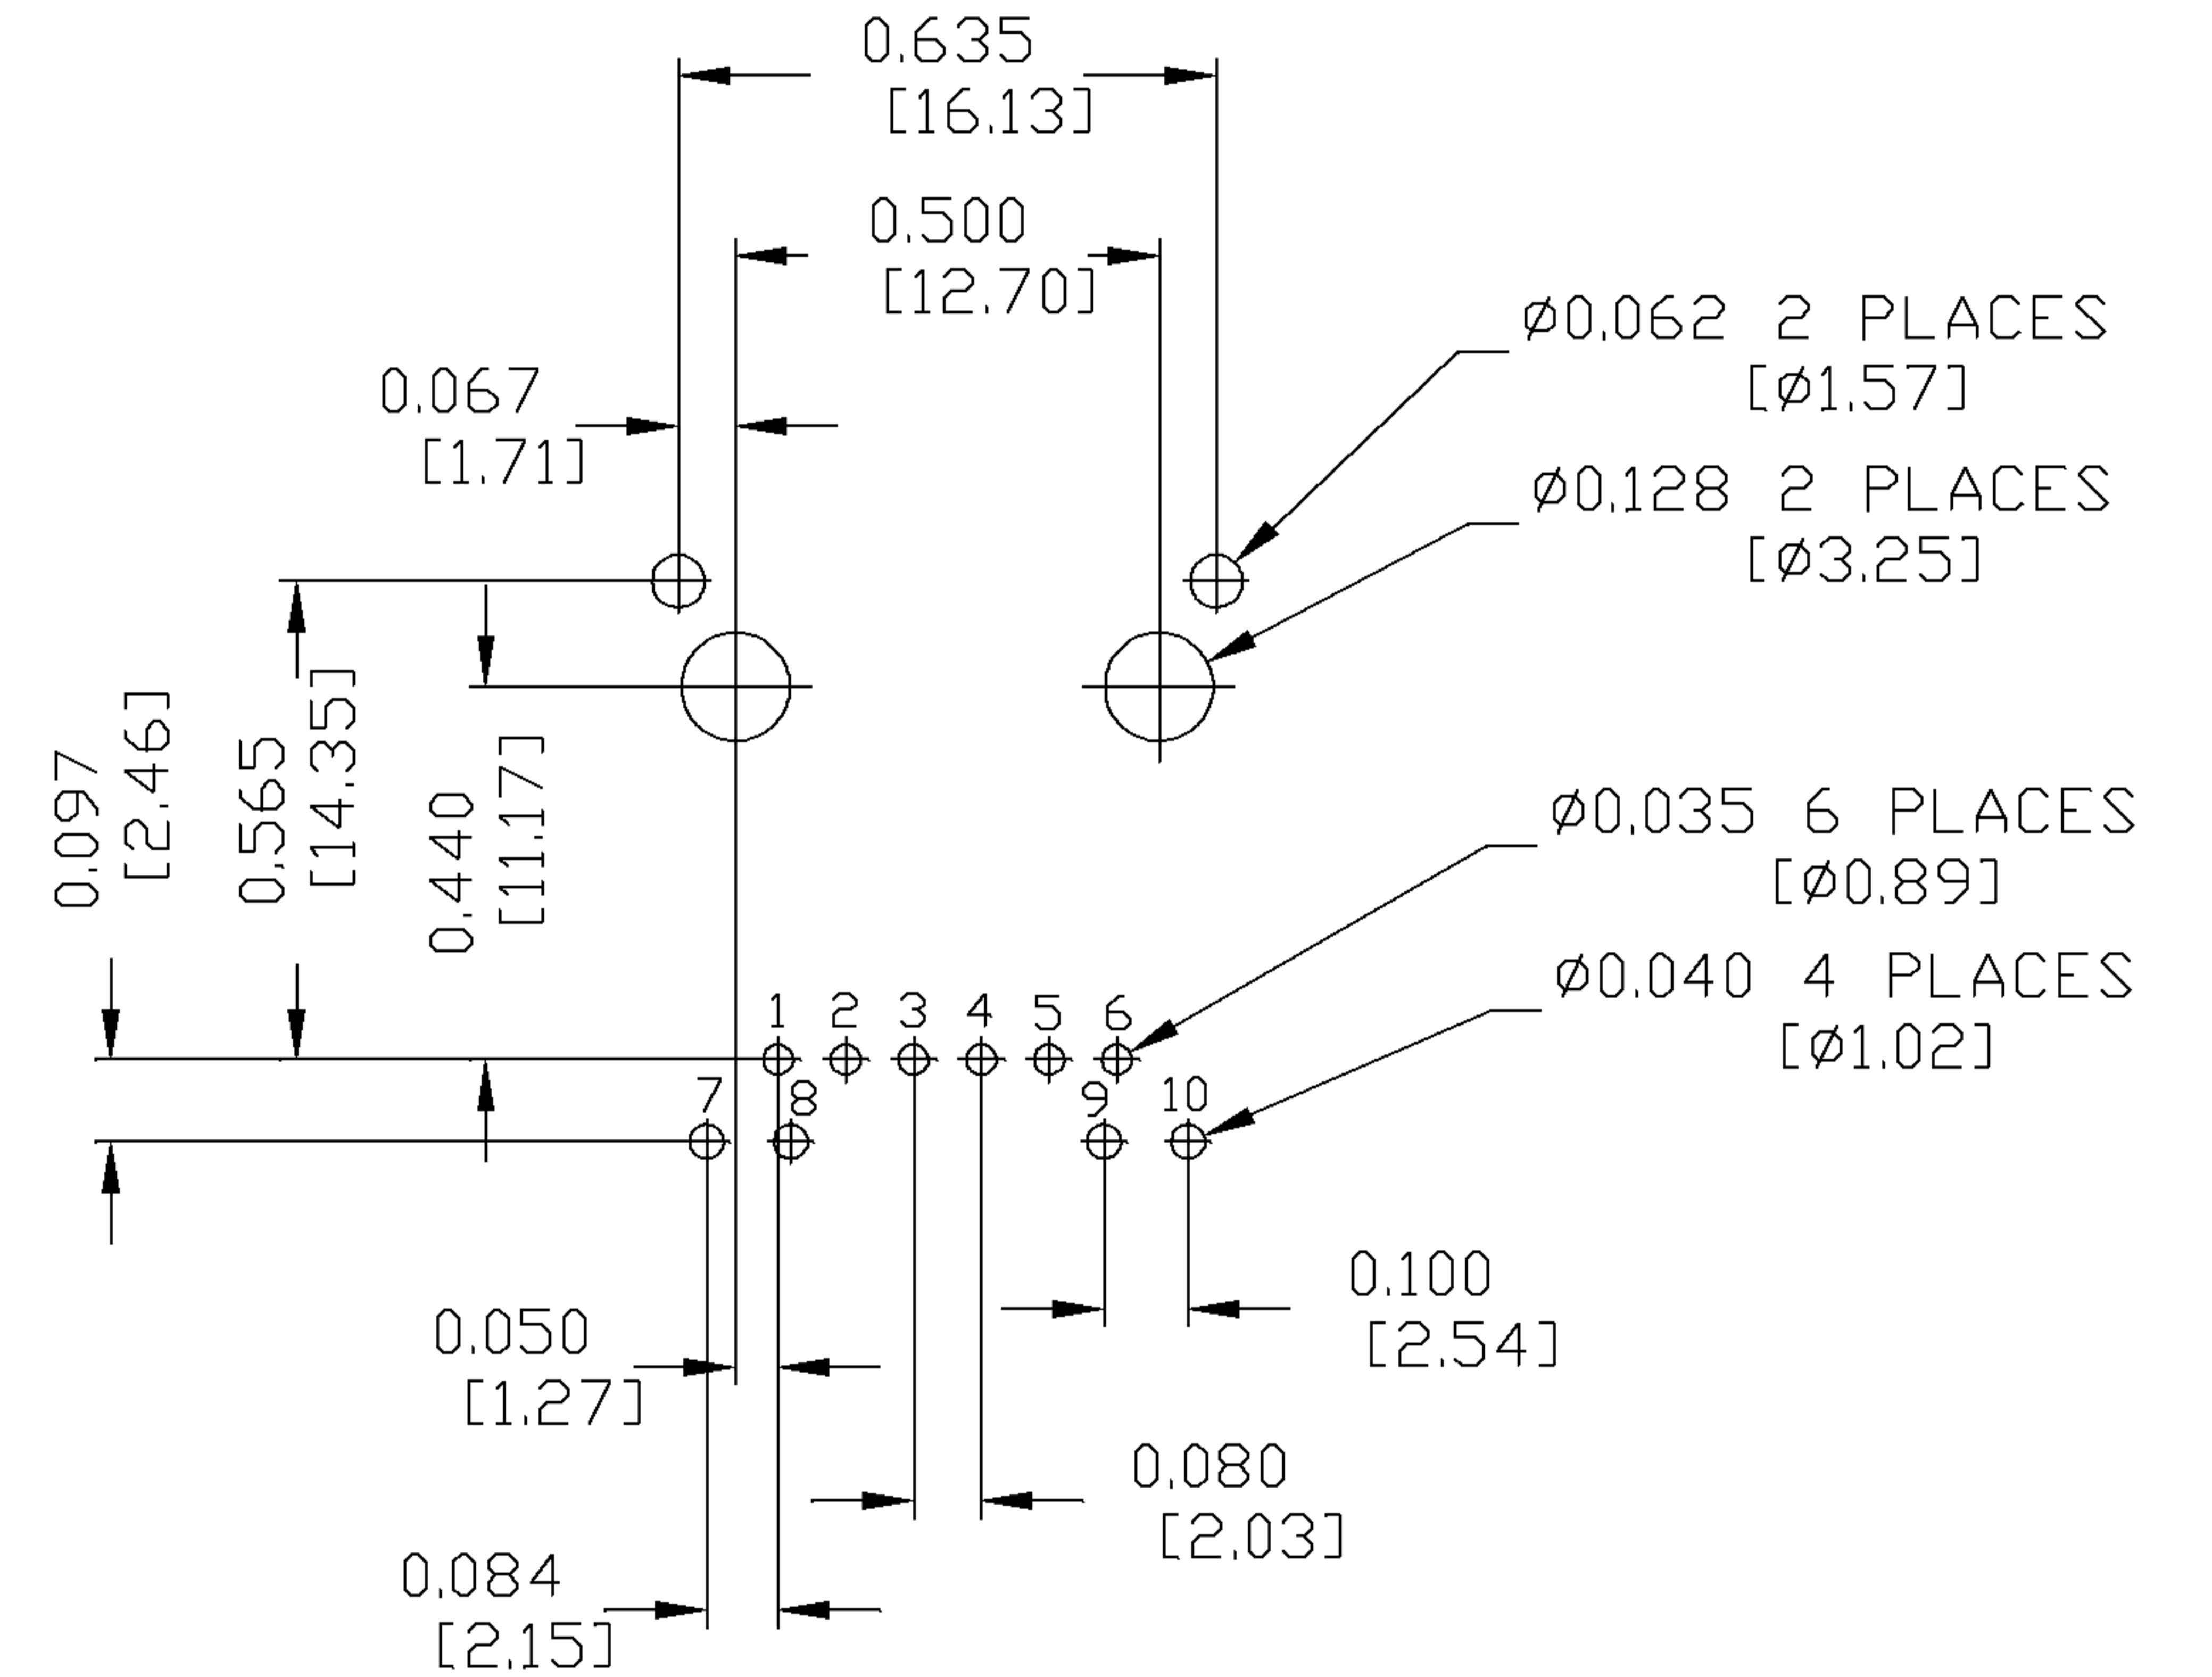 0.635
[16.13]
0.500
[12.70]
Ø0.062 2 PLACES
[Ø1.57]
0.067
[1.71]
Ø0.128 2 PLACES
[Ø3.25]
0.097
[2.46]
0.565
[14.35]
0.440
[11.17]
Ø0.035 6 PLACES
[Ø0.89]
Ø0.040 4 PLACES
[Ø1.02]
1 2 3 4 5 6
7 8 9 10
0.100
[2.54]
0.050
[1.27]
0.080
[2.03]
0.084
[2.15]